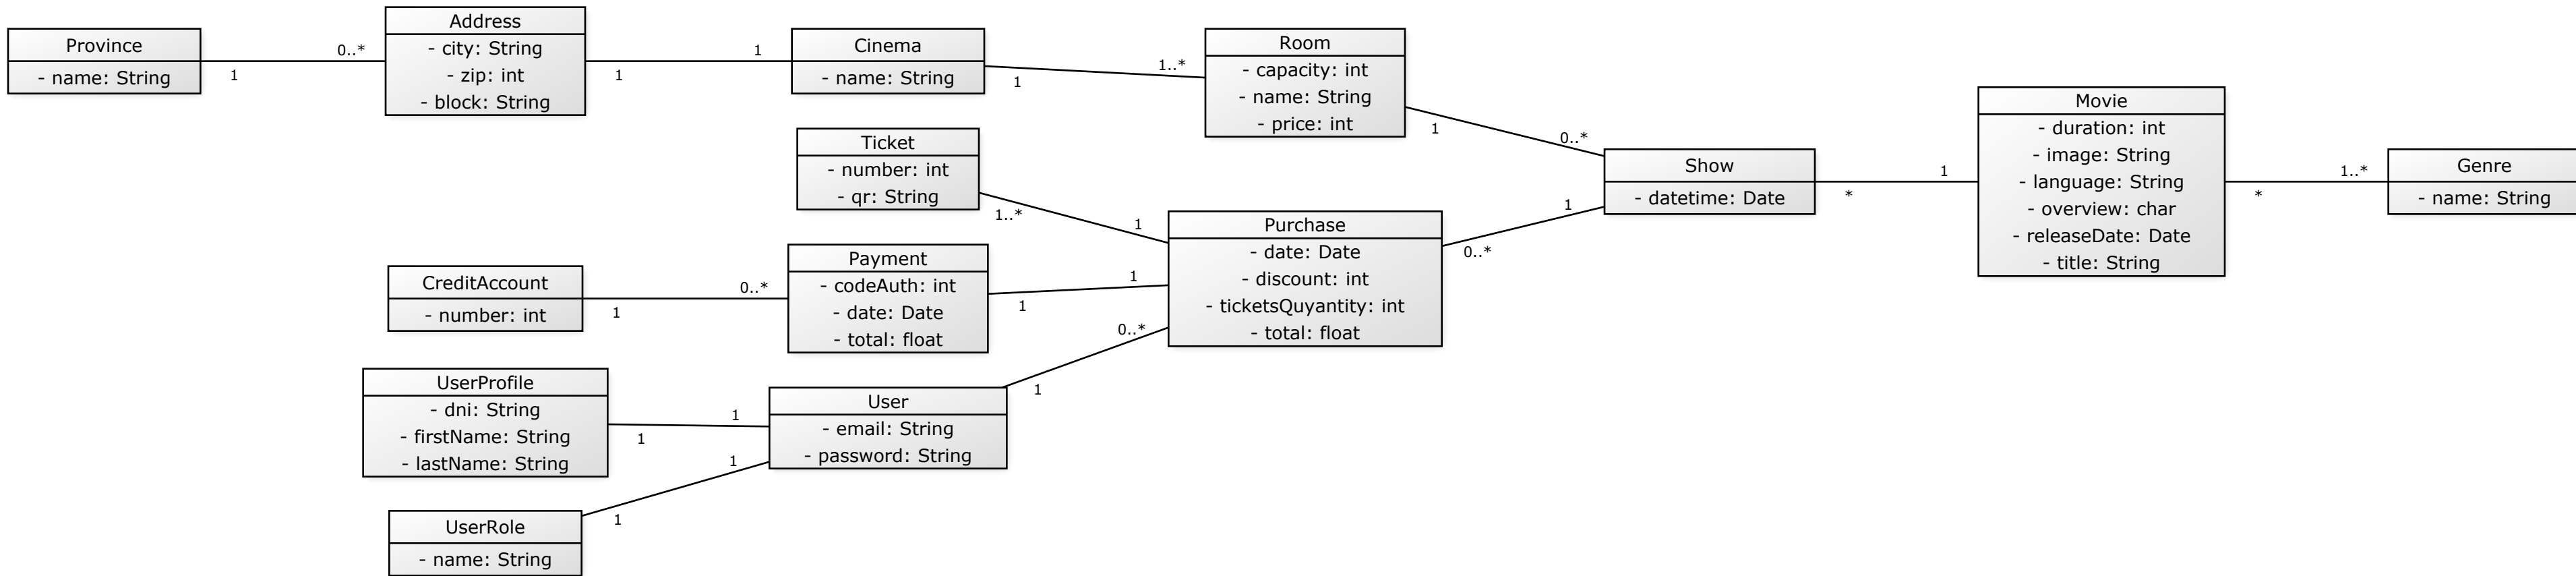 Province
- name: String
1
0..*
Address
- city: String
- zip: int
- block: String
1
1
Cinema
- name: String
1
1..*
Room
- capacity: int
- name: String
- price: int
1
0..*
Show
- datetime: Date
*
1
Movie
- duration: int
- image: String
- language: String
- overview: char
- releaseDate: Date
- title: String
*
1..*
Genre
- name: String
Ticket
- number: int
- qr: String
1..*
1
Purchase
- date: Date
- discount: int
- ticketsQuyantity: int
- total: float
0..*
1
CreditAccount
- number: int
1
0..*
Payment
- codeAuth: int
- date: Date
- total: float
1
1
UserProfile
- dni: String
- firstName: String
- lastName: String
1
1
User
- email: String
- password: String
1
0..*
UserRole
- name: String
1
1